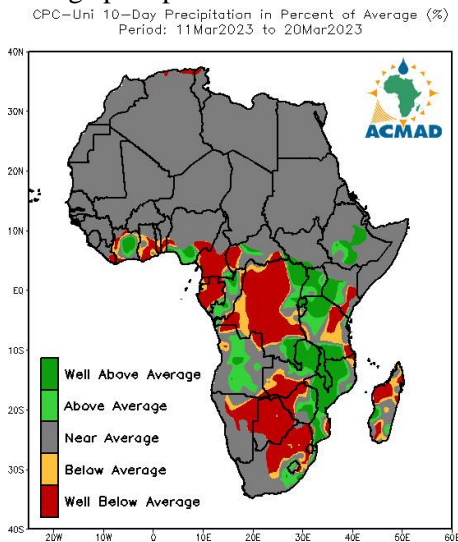 CPC-Uni 10-Day Precipitation in Percent of Average (%)
Period: 11Mar2023 to 20Mar2023
40N
30N
20N
10N
EQ
10S
20S
30S
40S
ACMAD
Well Above Average
Above Average
Near Average
Below Average
Well Below Average
20W 10W 0 10E 20E 30E 40E 50E 60E